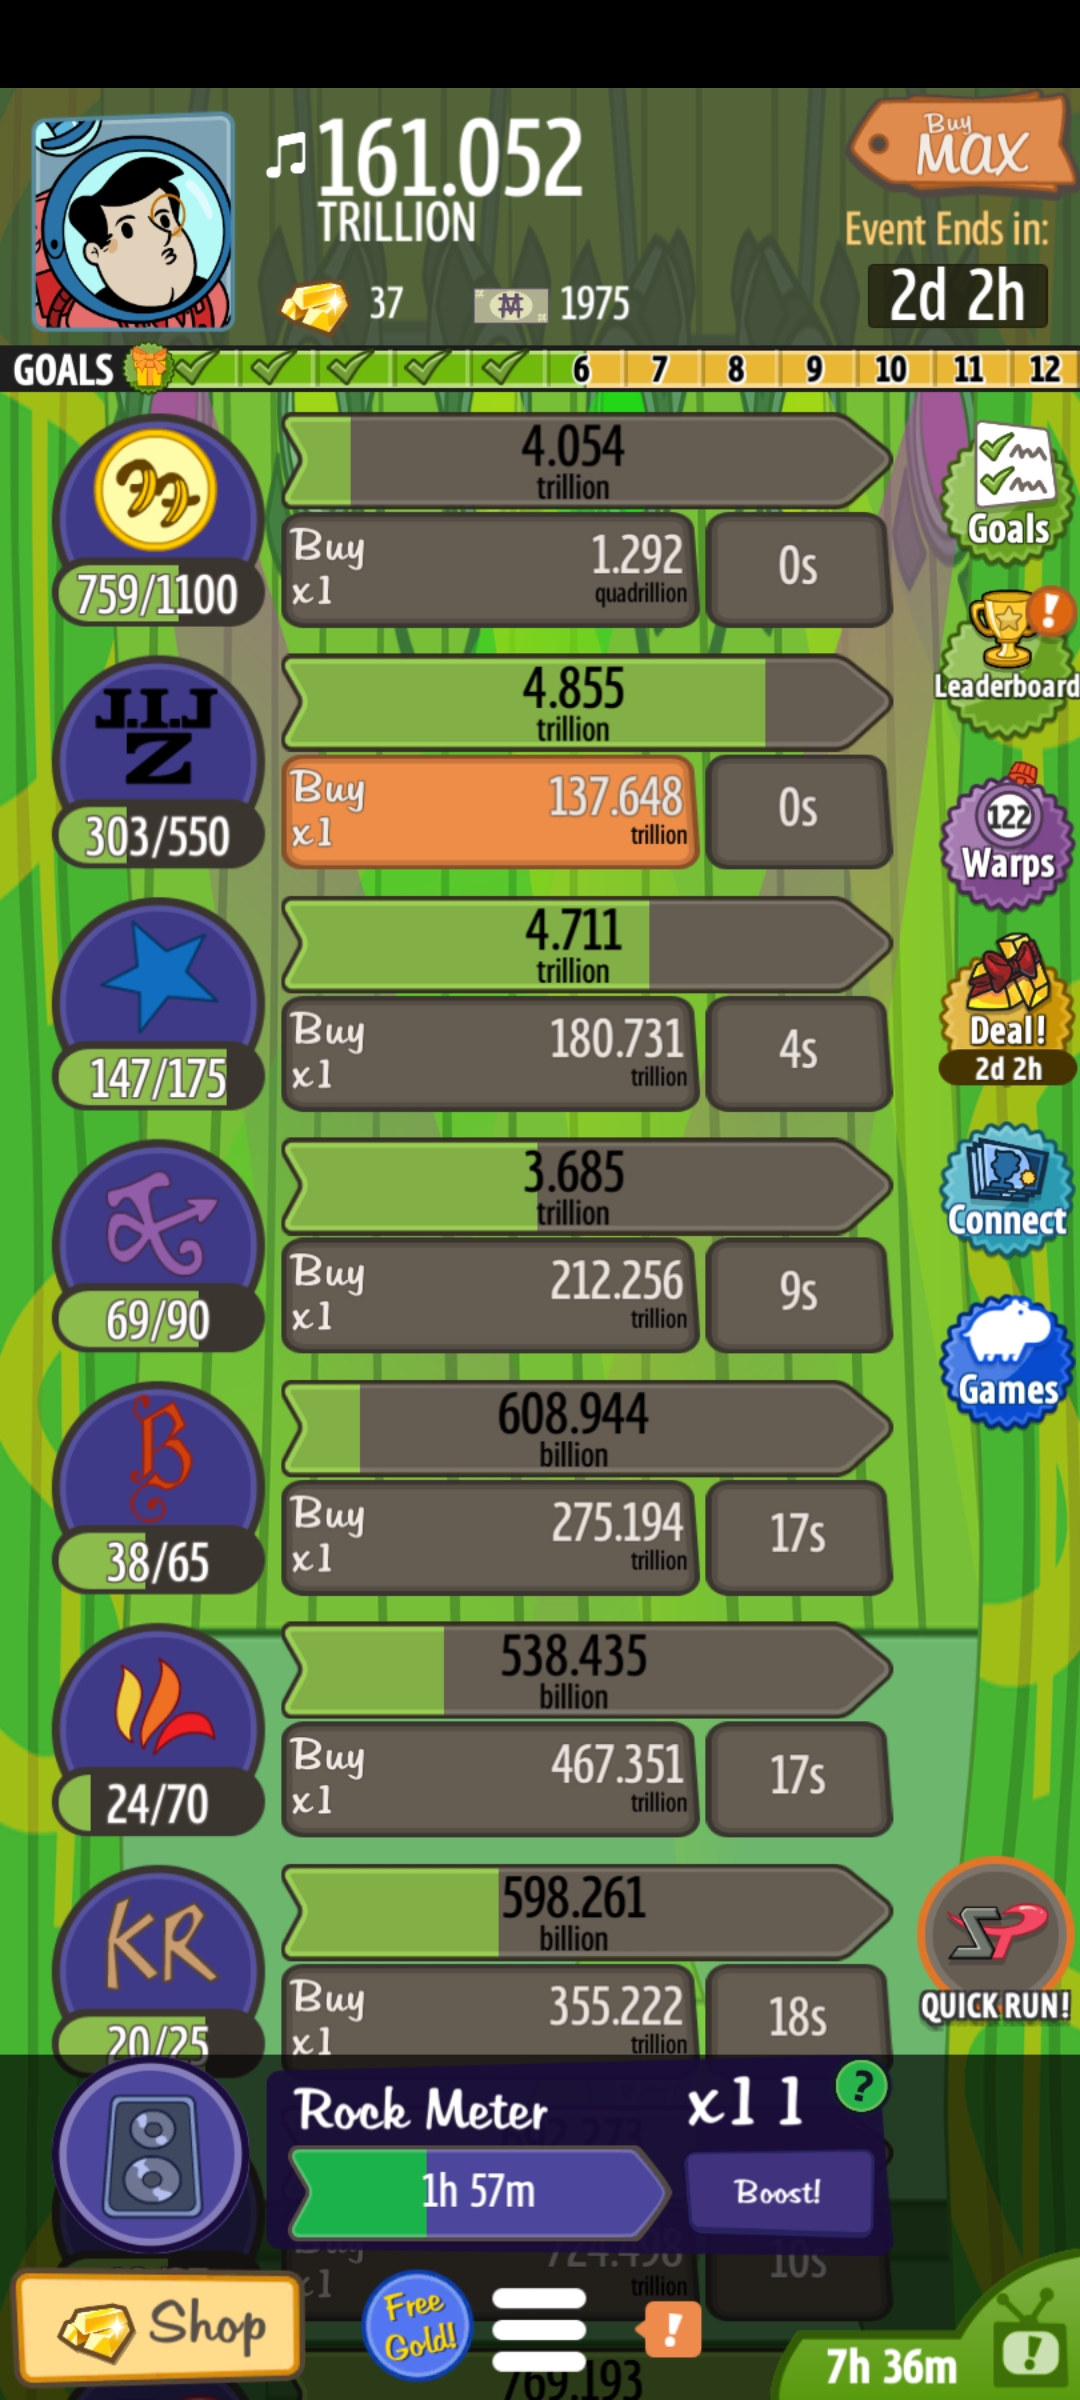 161.052
TRILLION
Buy
MAX
Event Ends in:
2d 2h
37
1975
GOALS 6 7 8 9 10 11 12
4.054
trillion
759/1100
Buy
x1
1.292
quadrillion
0s
Goals
J.I.J
Z
4.855
trillion
303/550
Buy
x1
137.648
trillion
0s
Leaderboard
4.711
trillion
147/175
Buy
x1
180.731
trillion
4s
122
Warps
3.685
trillion
69/90
Buy
x1
212.256
trillion
9s
Deal!
2d 2h
B
608.944
billion
38/65
Buy
x1
275.194
trillion
17s
Connect
538.435
billion
24/70
Buy
x1
467.351
trillion
17s
Games
KR
598.261
billion
20/25
Buy
x1
355.222
trillion
18s
QUICK RUN!
Rock Meter
x11
?
1h 57m
Boost!
Buy
x1
724.498
trillion
10s
Shop
Free
Gold!
!
769.193
7h 36m
!